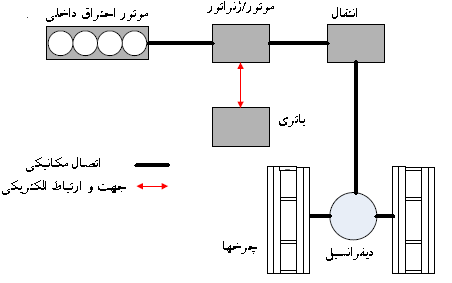 موتور احتراق داخلی
موتور/ژنراتور
انتقال
باتری
اتصال مکانیکی
جهت و ارتباط الکتریکی
چرخها
دیفرانسیل